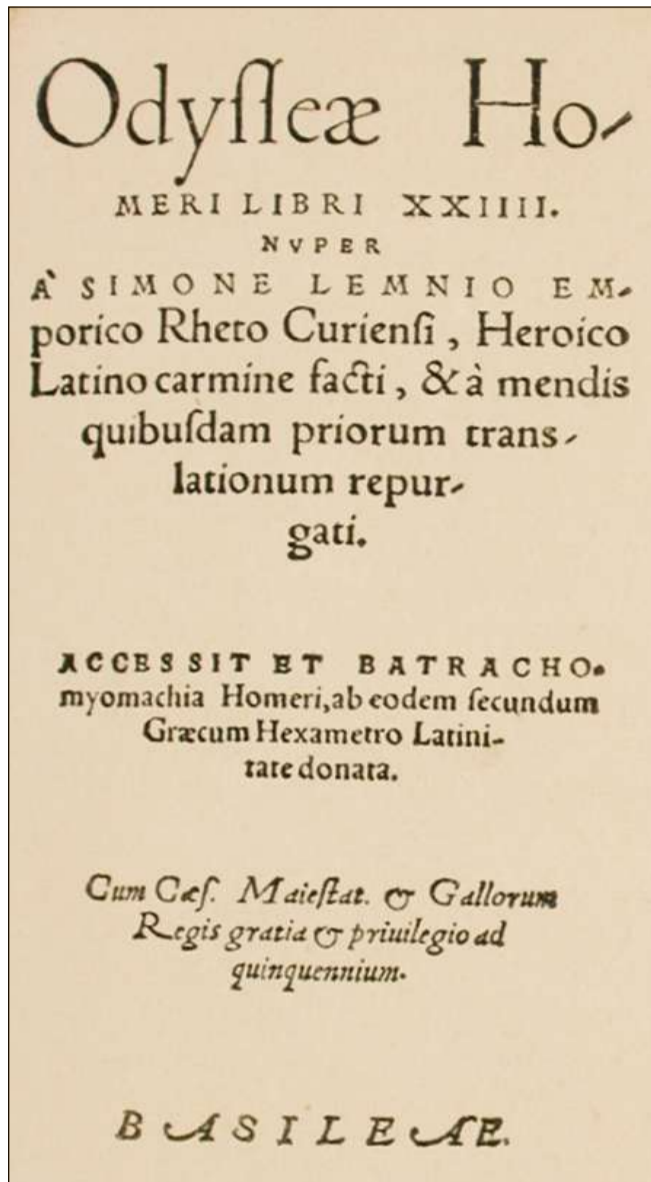 Odyſſeæ Ho-
MERI LIBRI XXIIII.
NVPER
A` SIMONE LEMNIO EM-
porico Rheto Curienſi, Heroico
Latino carmine facti, & à mendis
quibuſdam priorum trans-
lationum repur-
gati.
ACCESSIT ET BATRACHO-
myomachia Homeri, ab eodem ſecundum
Græcum Hexametro Latini-
tate donata.
Cum Cæſ. Maieſtat. & Gallorum
Regis gratia & priuilegio ad
quinquennium.
BASILEAE.